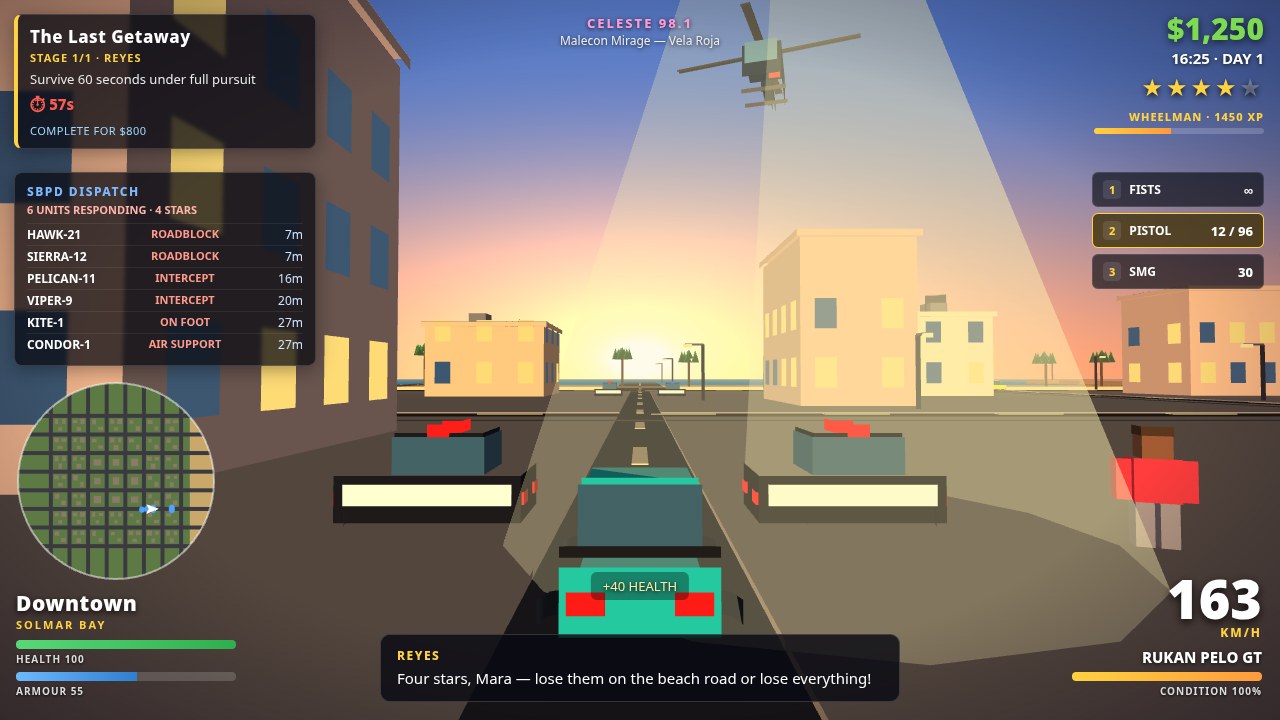 The Last Getaway
STAGE 1/1 · REYES
Survive 60 seconds under full pursuit
57s
COMPLETE FOR $800
SBPD DISPATCH
6 UNITS RESPONDING · 4 STARS
HAWK-21 ROADBLOCK 7m
SIERRA-12 ROADBLOCK 7m
PELICAN-11 INTERCEPT 16m
VIPER-9 INTERCEPT 20m
KITE-1 ON FOOT 27m
CONDOR-1 AIR SUPPORT 27m
Downtown
SOLMAR BAY
HEALTH 100
ARMOUR 55
CELESTE 98.1
Malecon Mirage — Vela Roja
+40 HEALTH
REYES
Four stars, Mara — lose them on the beach road or lose everything!
$1,250
16:25 · DAY 1
★★★★★
WHEELMAN · 1450 XP
1 FISTS ∞
2 PISTOL 12 / 96
3 SMG 30
163
KM/H
RUKAN PELO GT
CONDITION 100%